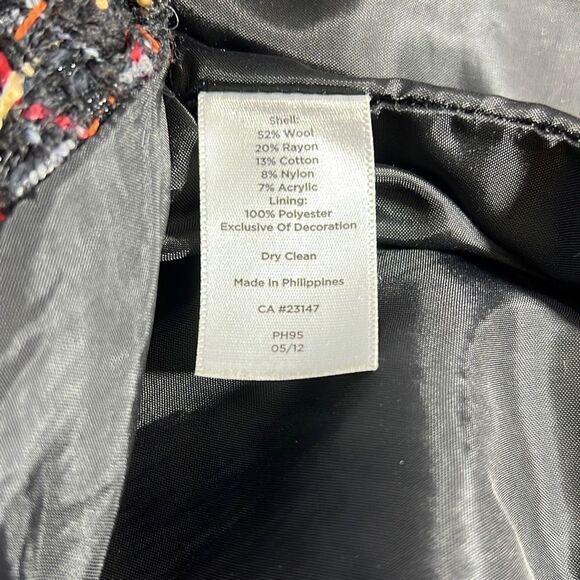 Shell:
52% Wool
20% Rayon
13% Cotton
8% Nylon
7% Acrylic
Lining:
100% Polyester
Exclusive Of Decoration
Dry Clean
Made in Philippines
CA #23147
PH95
05/12